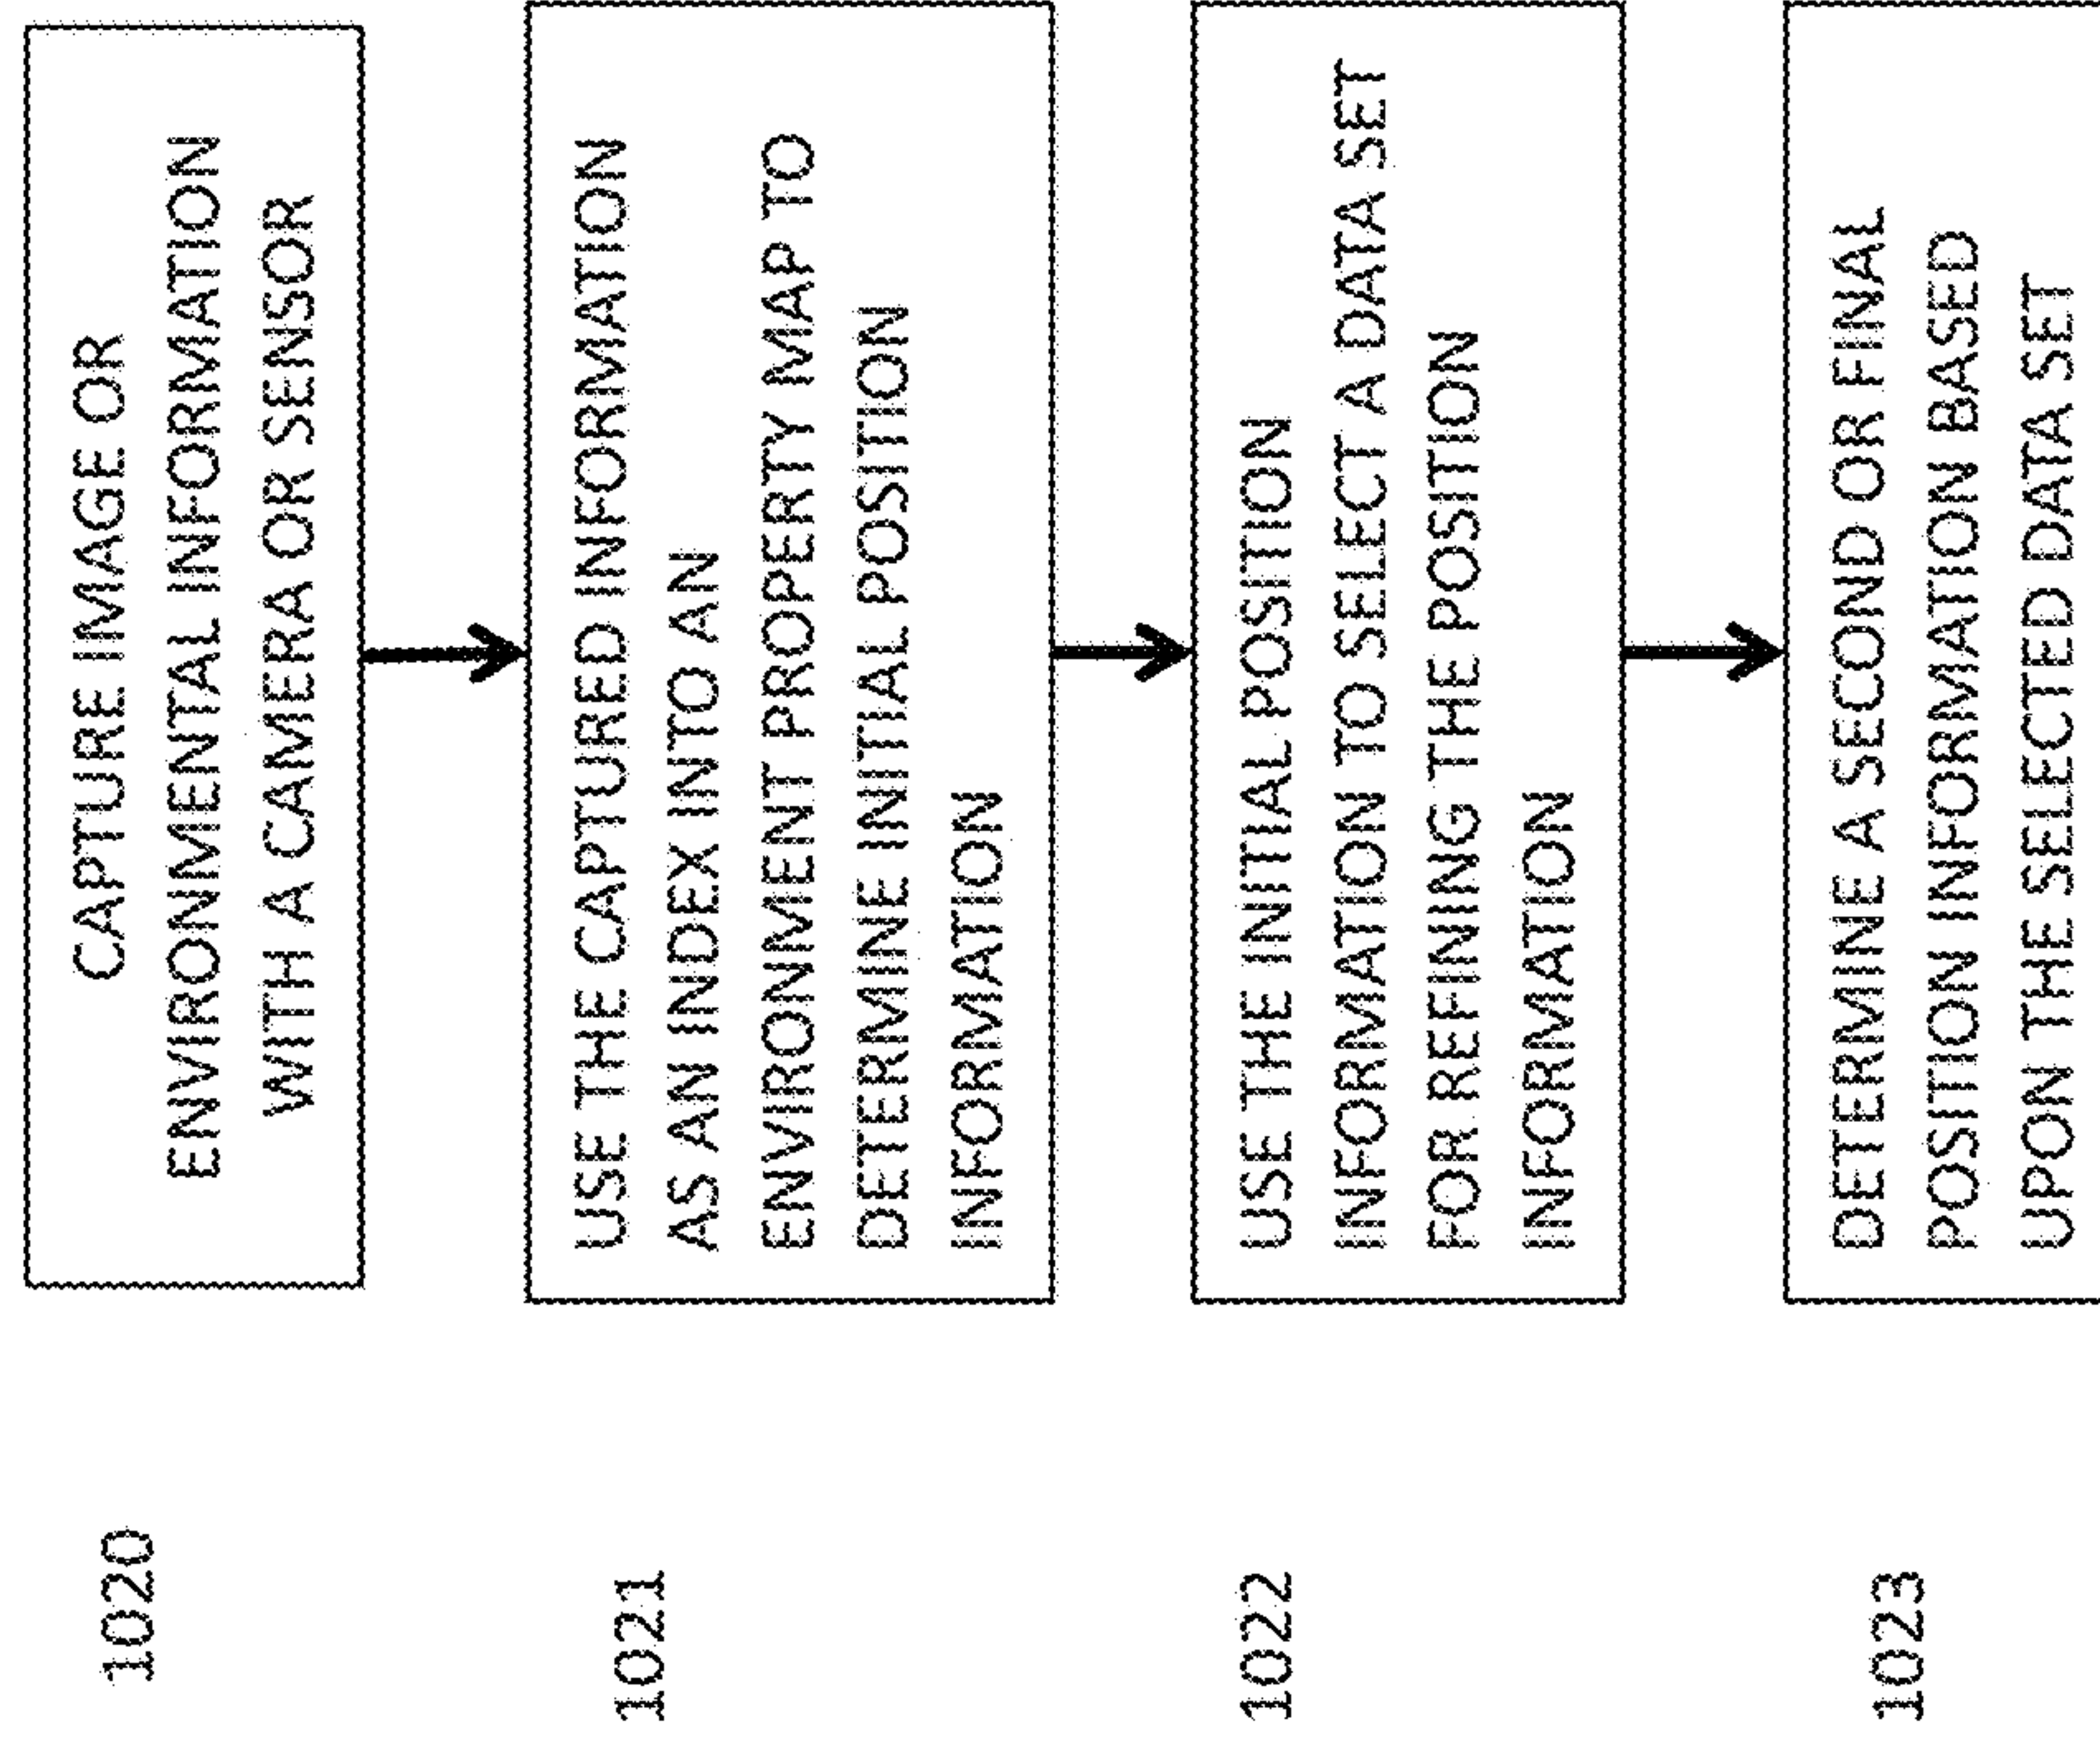 1020
CAPTURE IMAGE OR
ENVIRONMENTAL INFORMATION
WITH A CAMERA OR SENSOR
1021
USE THE CAPTURED INFORMATION
AS AN INDEX INTO AN
ENVIRONMENT PROPERTY MAP TO
DETERMINE INITIAL POSITION
INFORMATION
1022
USE THE INITIAL POSITION
INFORMATION TO SELECT A DATA SET
FOR REFINING THE POSITION
INFORMATION
1023
DETERMINE A SECOND OR FINAL
POSITION INFORMATION BASED
UPON THE SELECTED DATA SET